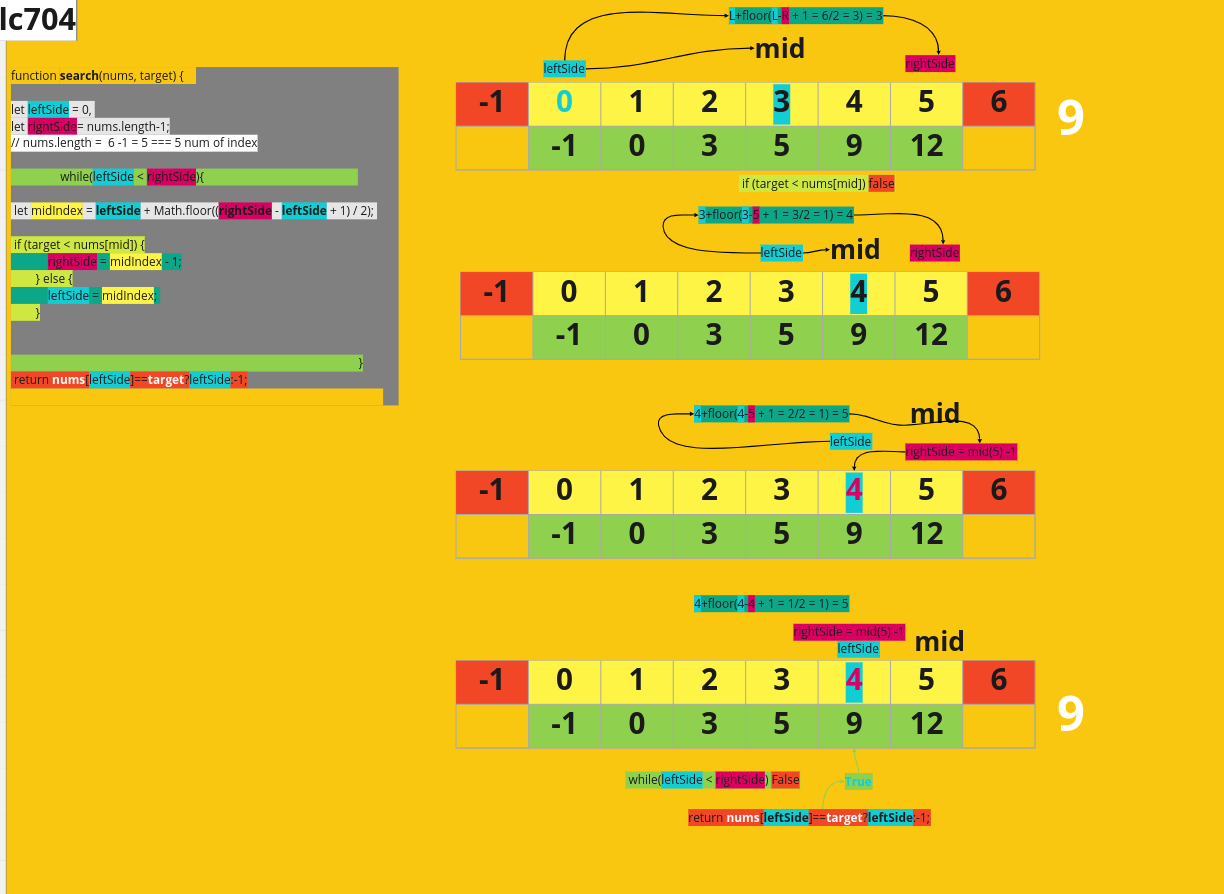 lc704
function search(nums, target) {
let leftSide = 0,
let rightSide= nums.length-1;
// nums.length =  6 -1 = 5 === 5 num of index
while(leftSide < rightSide){
let midIndex = leftSide + Math.floor((rightSide - leftSide + 1) / 2);
if (target < nums[mid]) {
rightSide = midIndex - 1;
} else {
leftSide = midIndex;
}
}
return nums[leftSide]==target?leftSide:-1;
L+floor(L-R + 1 = 6/2 = 3) = 3
mid
leftSide
rightSide
-1 0 1 2 3 4 5 6
9
-1 0 3 5 9 12
if (target < nums[mid]) false
3+floor(3-5 + 1 = 3/2 = 1) = 4
leftSide mid rightSide
-1 0 1 2 3 4 5 6
-1 0 3 5 9 12
4+floor(4-5 + 1 = 2/2 = 1) = 5
mid
leftSide
rightSide = mid(5) -1
-1 0 1 2 3 4 5 6
-1 0 3 5 9 12
4+floor(4-4 + 1 = 1/2 = 1) = 5
rightSide = mid(5) -1
mid
leftSide
-1 0 1 2 3 4 5 6
9
-1 0 3 5 9 12
while(leftSide < rightSide) False
True
return nums[leftSide]==target?leftSide:-1;